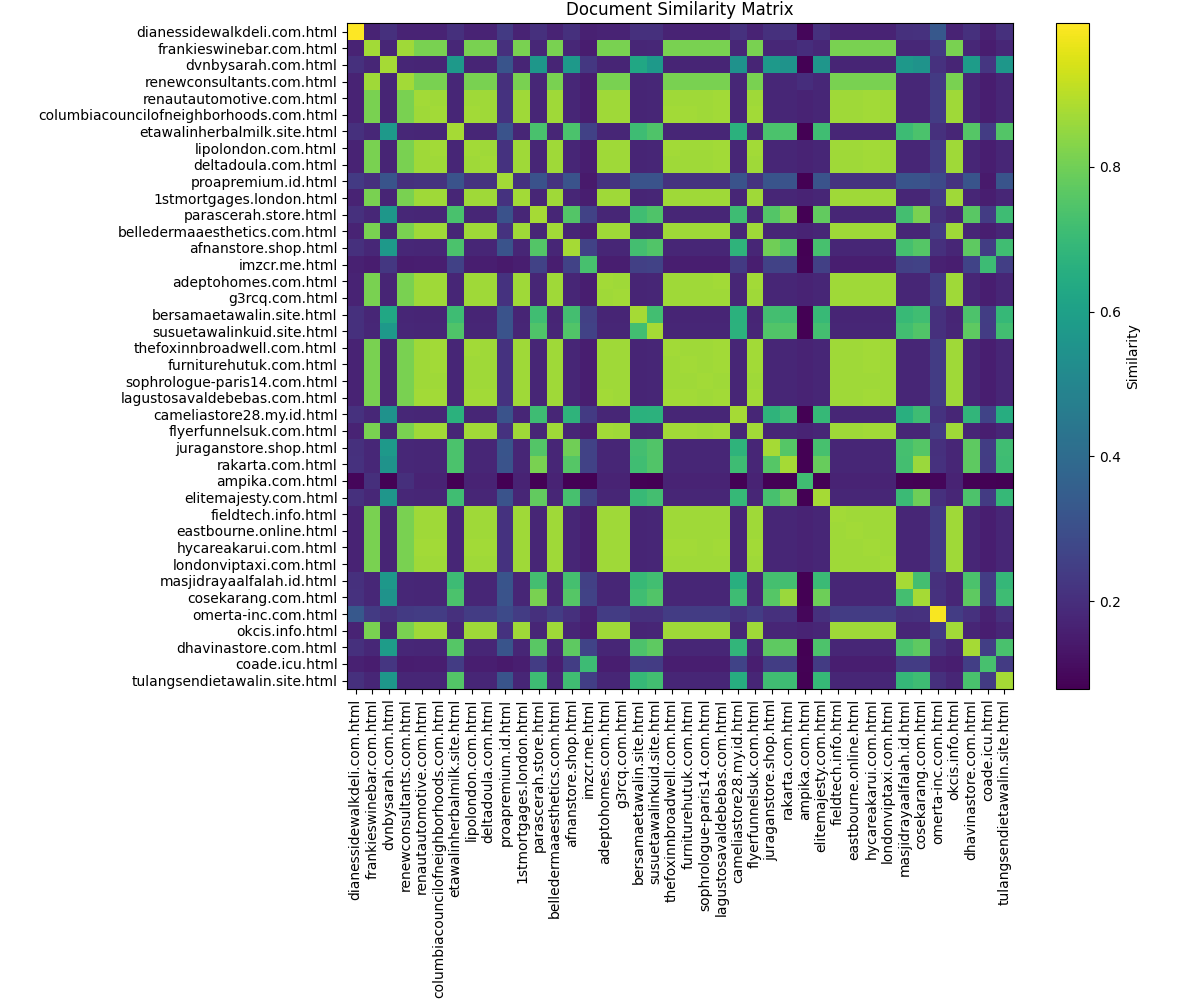 Document Similarity Matrix
dianessidewalkdeli.com.html
frankieswinebar.com.html
dvnbysarah.com.html
renewconsultants.com.html
renautautomotive.com.html
columbiacouncilofneighborhoods.com.html
etawalinherbalmilk.site.html
lipolondon.com.html
deltadoula.com.html
proapremium.id.html
1stmortgages.london.html
parascerah.store.html
belledermaaesthetics.com.html
afnanstore.shop.html
imzcr.me.html
adeptohomes.com.html
g3rcq.com.html
bersamaetawalin.site.html
susuetawalinkuid.site.html
thefoxinnbroadwell.com.html
furniturehutuk.com.html
sophrologue-paris14.com.html
lagustosavaldebebas.com.html
cameliastore28.my.id.html
flyerfunnelsuk.com.html
juraganstore.shop.html
rakarta.com.html
ampika.com.html
elitemajesty.com.html
fieldtech.info.html
eastbourne.online.html
hycareakarui.com.html
londonviptaxi.com.html
masjidrayaalfalah.id.html
cosekarang.com.html
omerta-inc.com.html
okcis.info.html
dhavinastore.com.html
coade.icu.html
tulangsendietawalin.site.html
dianessidewalkdeli.com.html
frankieswinebar.com.html
dvnbysarah.com.html
renewconsultants.com.html
renautautomotive.com.html
columbiacouncilofneighborhoods.com.html
etawalinherbalmilk.site.html
lipolondon.com.html
deltadoula.com.html
proapremium.id.html
1stmortgages.london.html
parascerah.store.html
belledermaaesthetics.com.html
afnanstore.shop.html
imzcr.me.html
adeptohomes.com.html
g3rcq.com.html
bersamaetawalin.site.html
susuetawalinkuid.site.html
thefoxinnbroadwell.com.html
furniturehutuk.com.html
sophrologue-paris14.com.html
lagustosavaldebebas.com.html
cameliastore28.my.id.html
flyerfunnelsuk.com.html
juraganstore.shop.html
rakarta.com.html
ampika.com.html
elitemajesty.com.html
fieldtech.info.html
eastbourne.online.html
hycareakarui.com.html
londonviptaxi.com.html
masjidrayaalfalah.id.html
cosekarang.com.html
omerta-inc.com.html
okcis.info.html
dhavinastore.com.html
coade.icu.html
tulangsendietawalin.site.html
0.8
0.6
0.4
0.2
Similarity